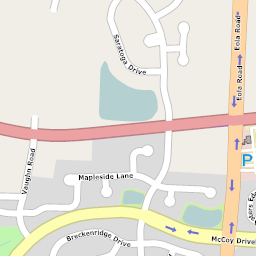 Saratoga Drive
Eola Road
Eola Road
Vaughn Road
Mapleside Lane
P
McCoy Drive
Breckenridge Drive